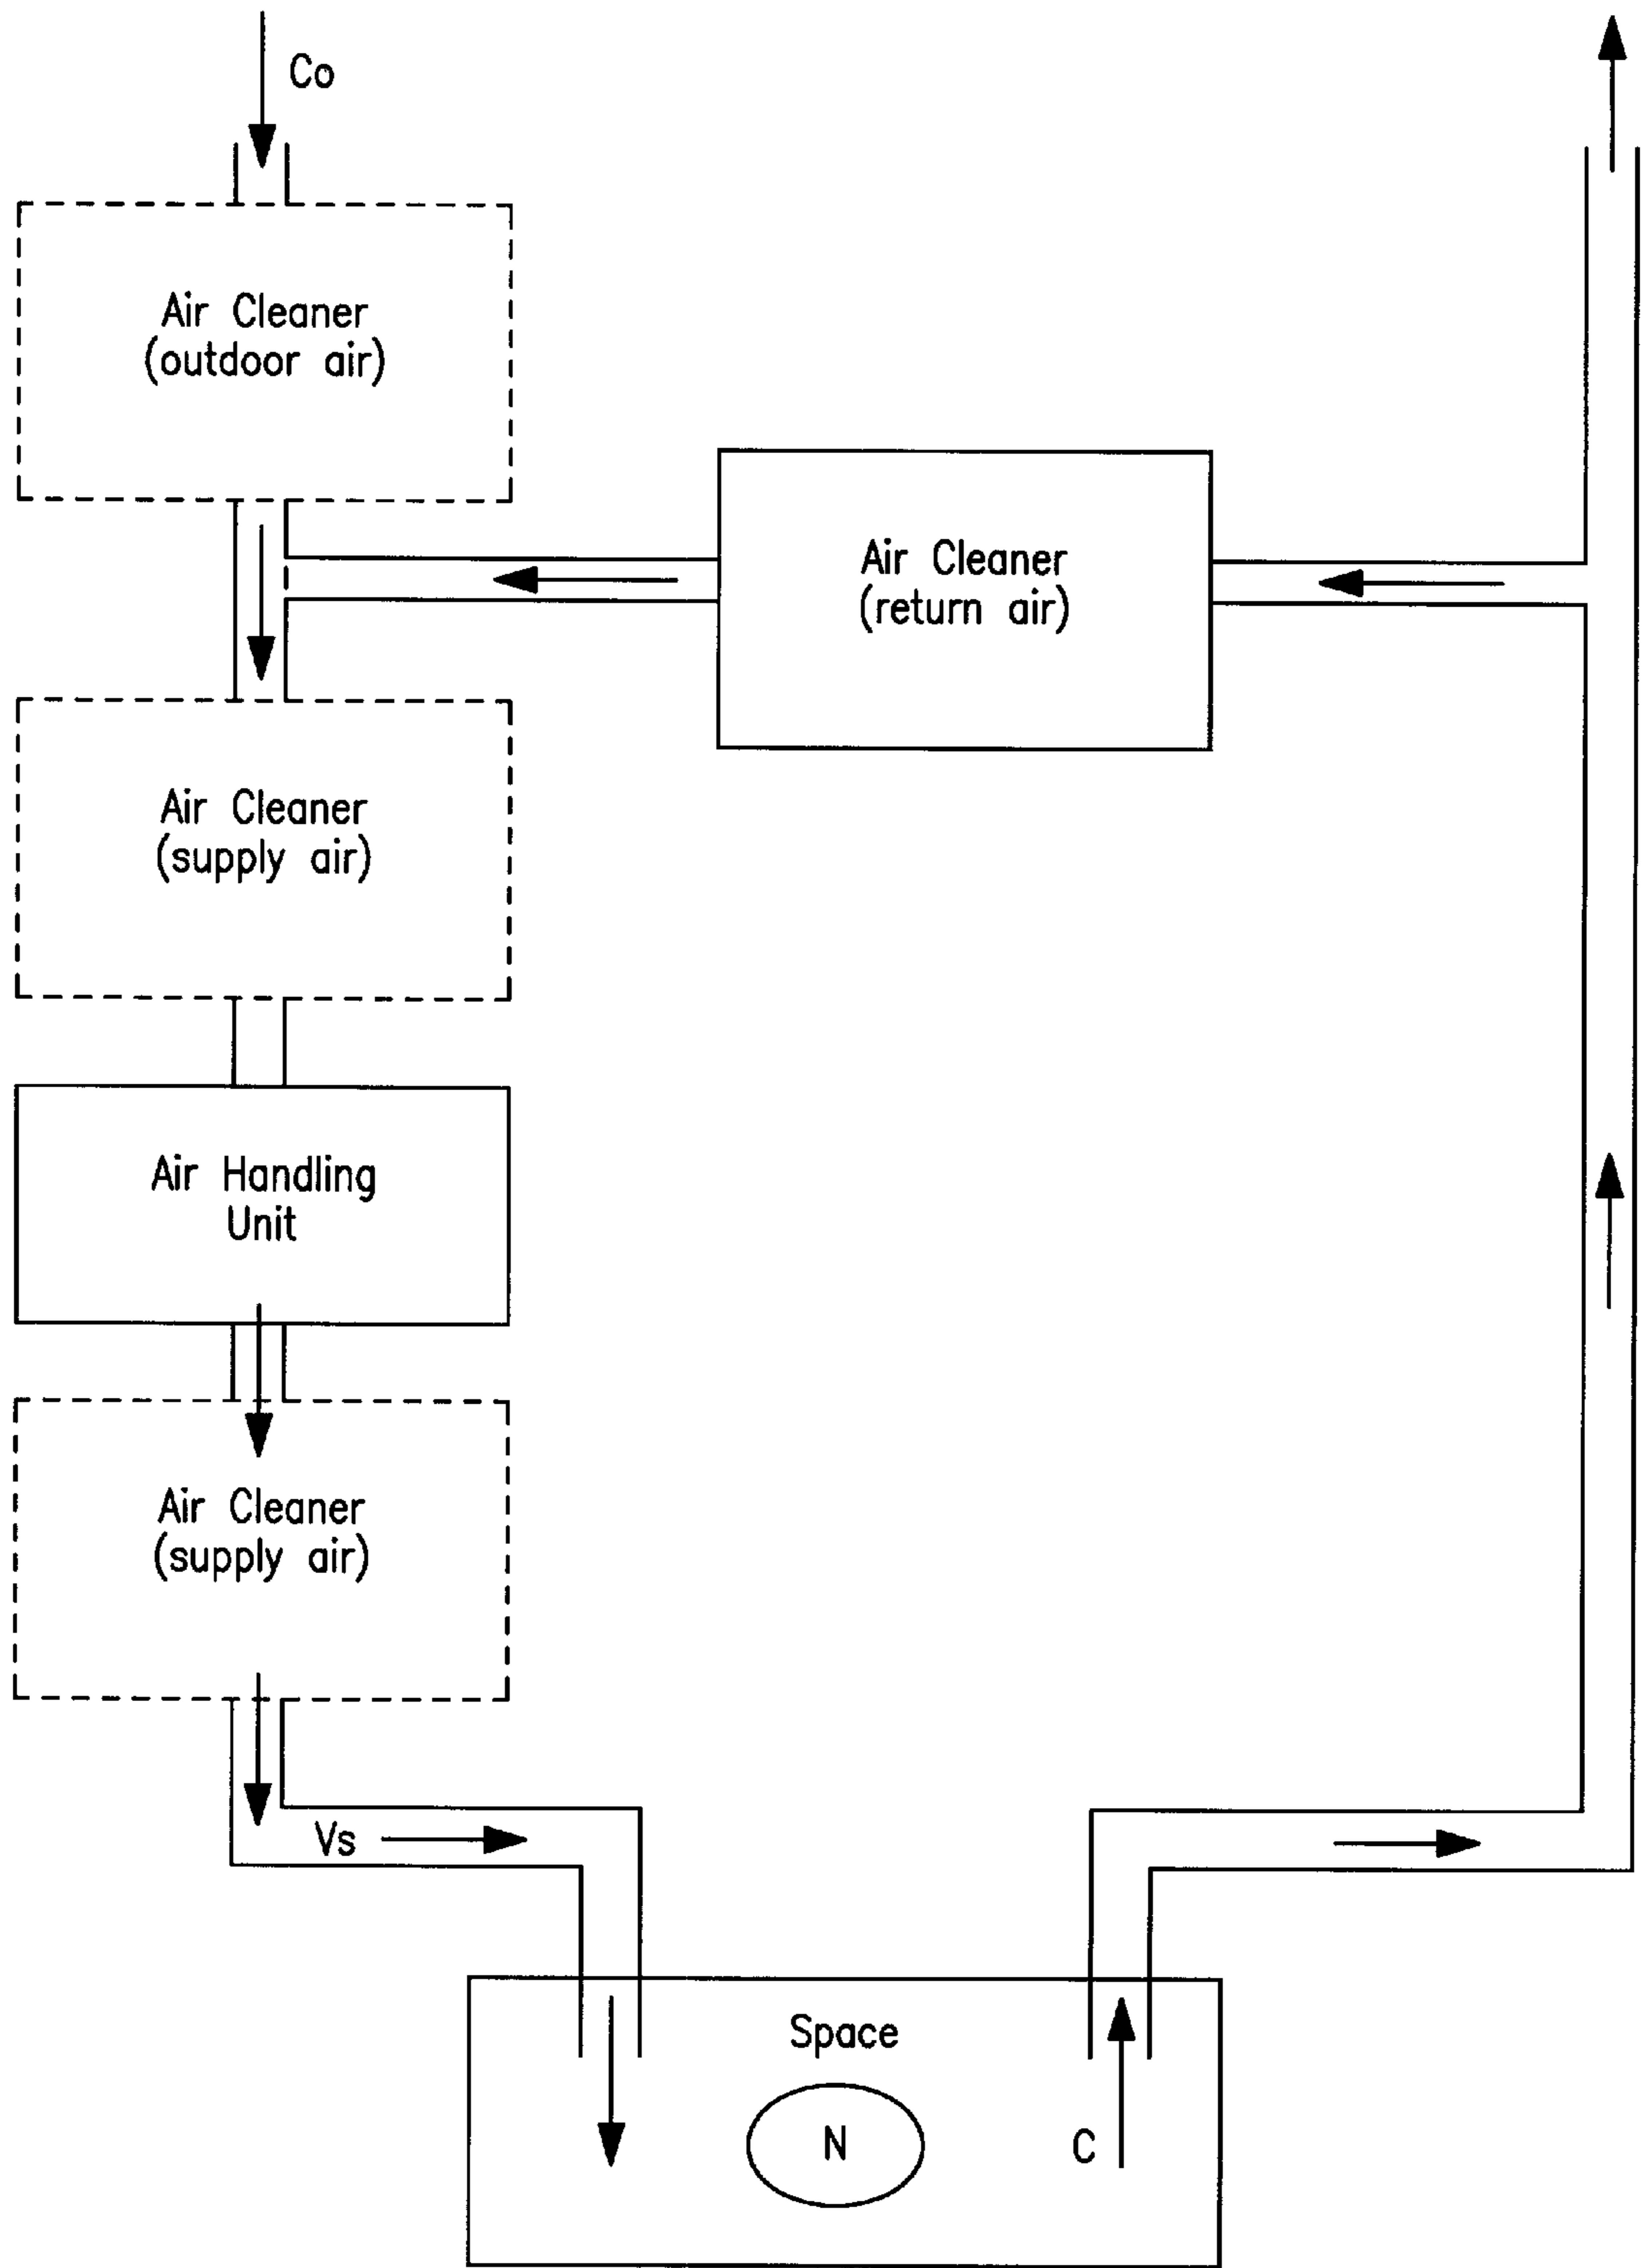 Co
Air Cleaner
(outdoor air)
Air Cleaner
(return air)
Air Cleaner
(supply air)
Air Handling
Unit
Air Cleaner
(supply air)
Vs
Space
N
C